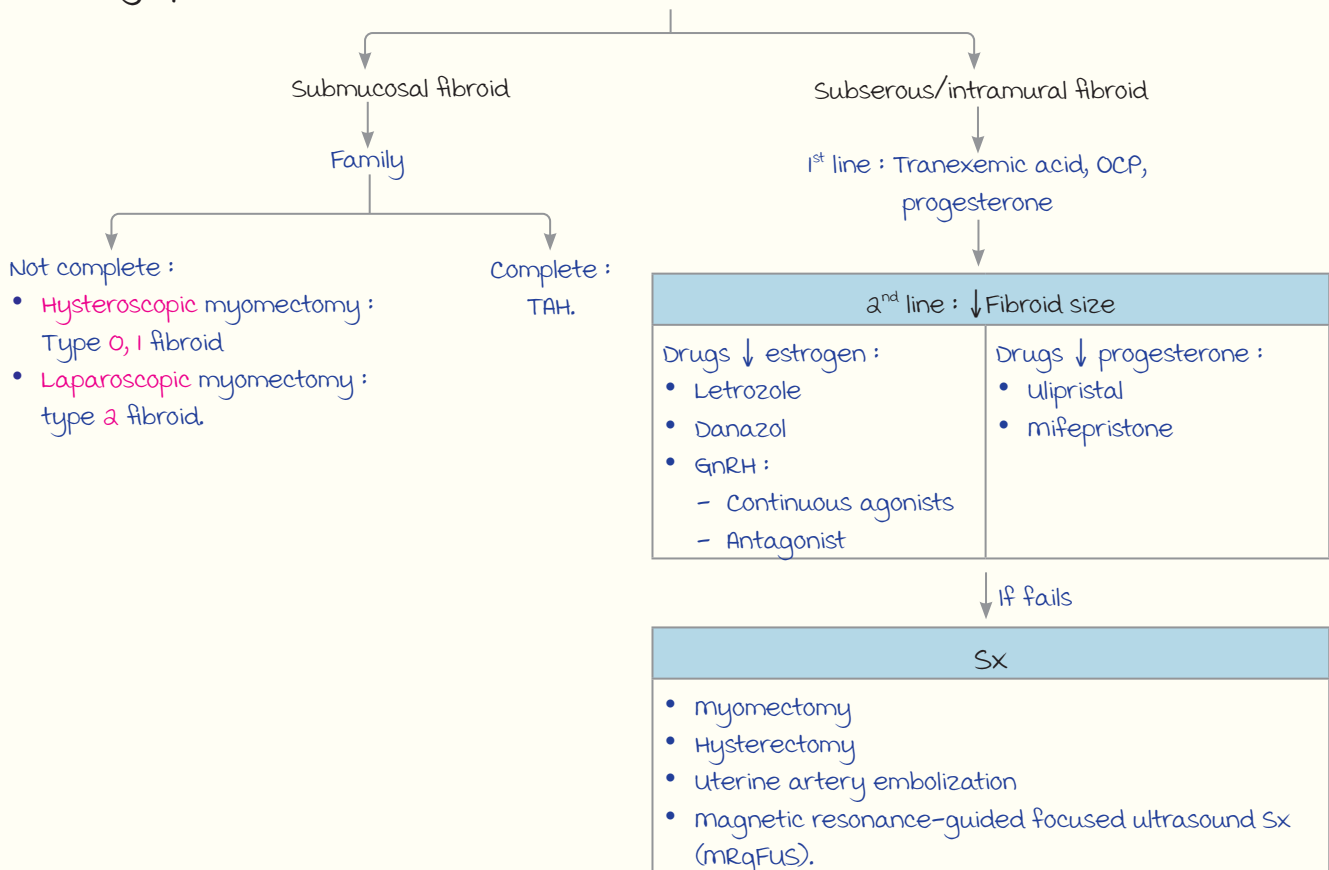 Submucosal fibroid
Family
Not complete :
• Hysteroscopic myomectomy :
Type 0, 1 fibroid
• Laparoscopic myomectomy :
type 2 fibroid.
Complete :
TAH.
Subserous/intramural fibroid
1st line : Tranexemic acid, OCP,
progesterone
2nd line : ↓ Fibroid size
Drugs ↓ estrogen :
• Letrozole
• Danazol
• GnRH :
– Continuous agonists
– Antagonist
Drugs ↓ progesterone :
• Ulipristal
• mifepristone
If fails
Sx
• myomectomy
• Hysterectomy
• Uterine artery embolization
• magnetic resonance-guided focused ultrasound Sx
(mRgFUS).